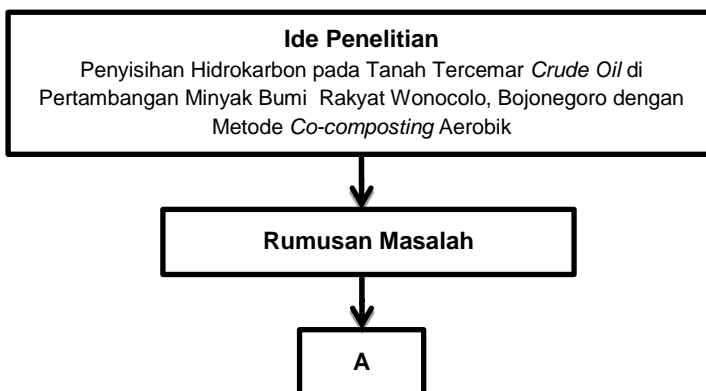 Ide Penelitian
Penyisihan Hidrokarbon pada Tanah Tercemar Crude Oil di
Pertambangan Minyak Bumi Rakyat Wonocolo, Bojonegoro dengan
Metode Co-composting Aerobik
Rumusan Masalah
A